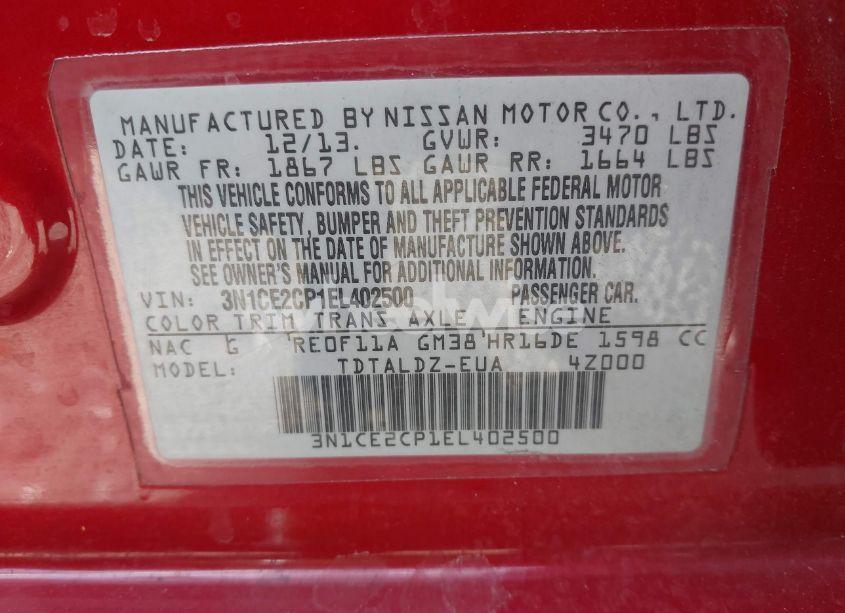 MANUFACTURED BY NISSAN MOTOR CO., LTD.
DATE: 12/13. GVWR: 3470 LBS
GAWR FR: 1867 LBS GAWR RR: 1664 LBS
THIS VEHICLE CONFORMS TO ALL APPLICABLE FEDERAL MOTOR
VEHICLE SAFETY, BUMPER AND THEFT PREVENTION STANDARDS
IN EFFECT ON THE DATE OF MANUFACTURE SHOWN ABOVE.
SEE OWNER'S MANUAL FOR ADDITIONAL INFORMATION
VIN: 3N1CE2CP1EL402500 PASSENGER CAR.
COLOR TRIM TRANS AXLE ENGINE
NAC G RE0F11A GM38 HR16DE 1598 CC
MODEL: TDTALDZ-EUA 4Z000
3N1CE2CP1EL402500